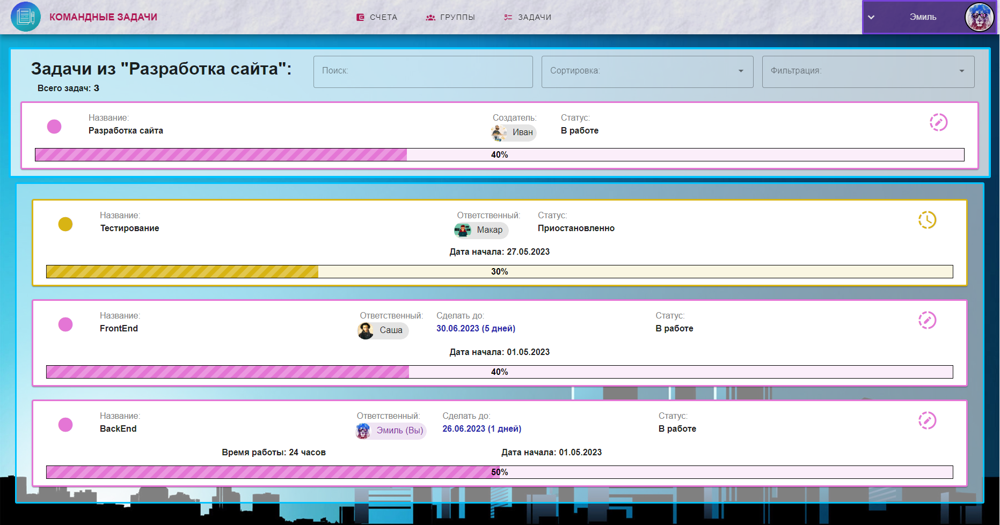 КОМАНДНЫЕ ЗАДАЧИ
СЧЕТА
ГРУППЫ
ЗАДАЧИ
Эмиль
Задачи из "Разработка сайта":
Всего задач: 3
Поиск:
Сортировка:
Фильтрация:
Название: Создатель: Статус:
Разработка сайта Иван В работе
40%
Название: Ответственный: Статус:
Тестирование Макар Приостановленно
Дата начала: 27.05.2023
30%
Название: Ответственный: Сделать до: Статус:
FrontEnd Саша 30.06.2023 (5 дней) В работе
Дата начала: 01.05.2023
40%
Название: Ответственный: Сделать до: Статус:
BackEnd Эмиль (Вы) 26.06.2023 (1 дней) В работе
Время работы: 24 часов Дата начала: 01.05.2023
50%